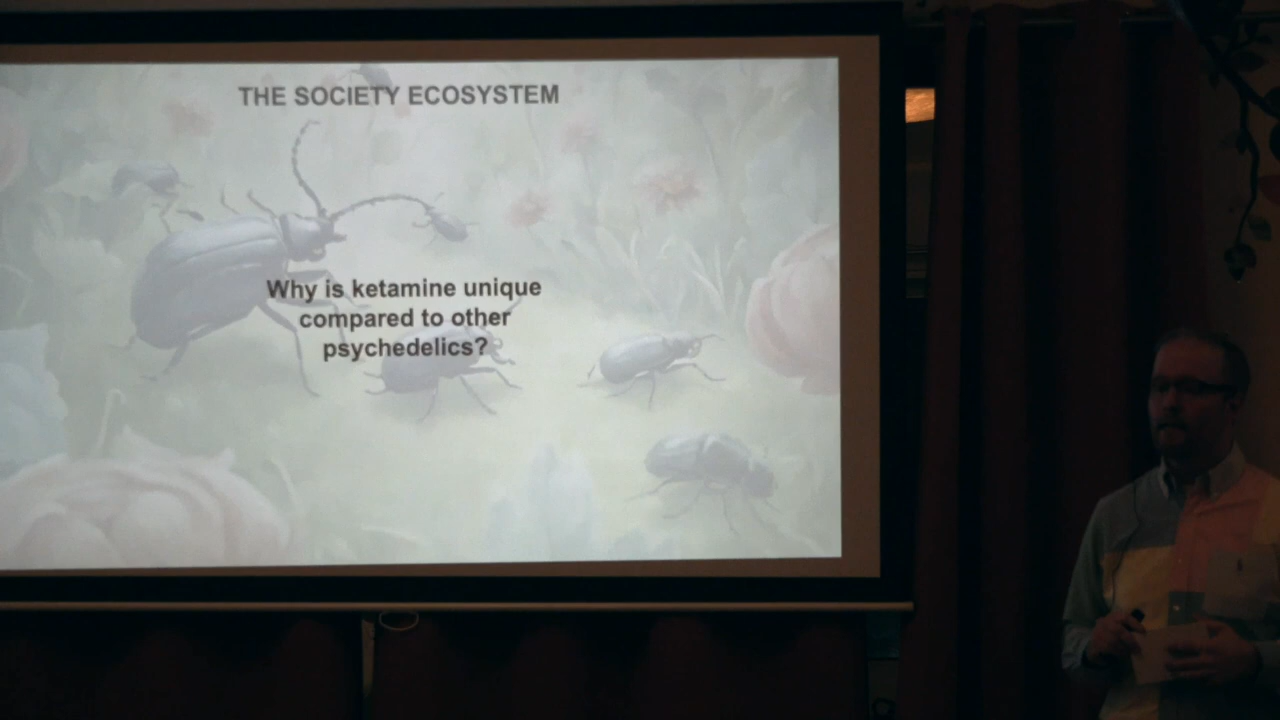 THE SOCIETY ECOSYSTEM
Why is ketamine unique
compared to other
psychedelics?